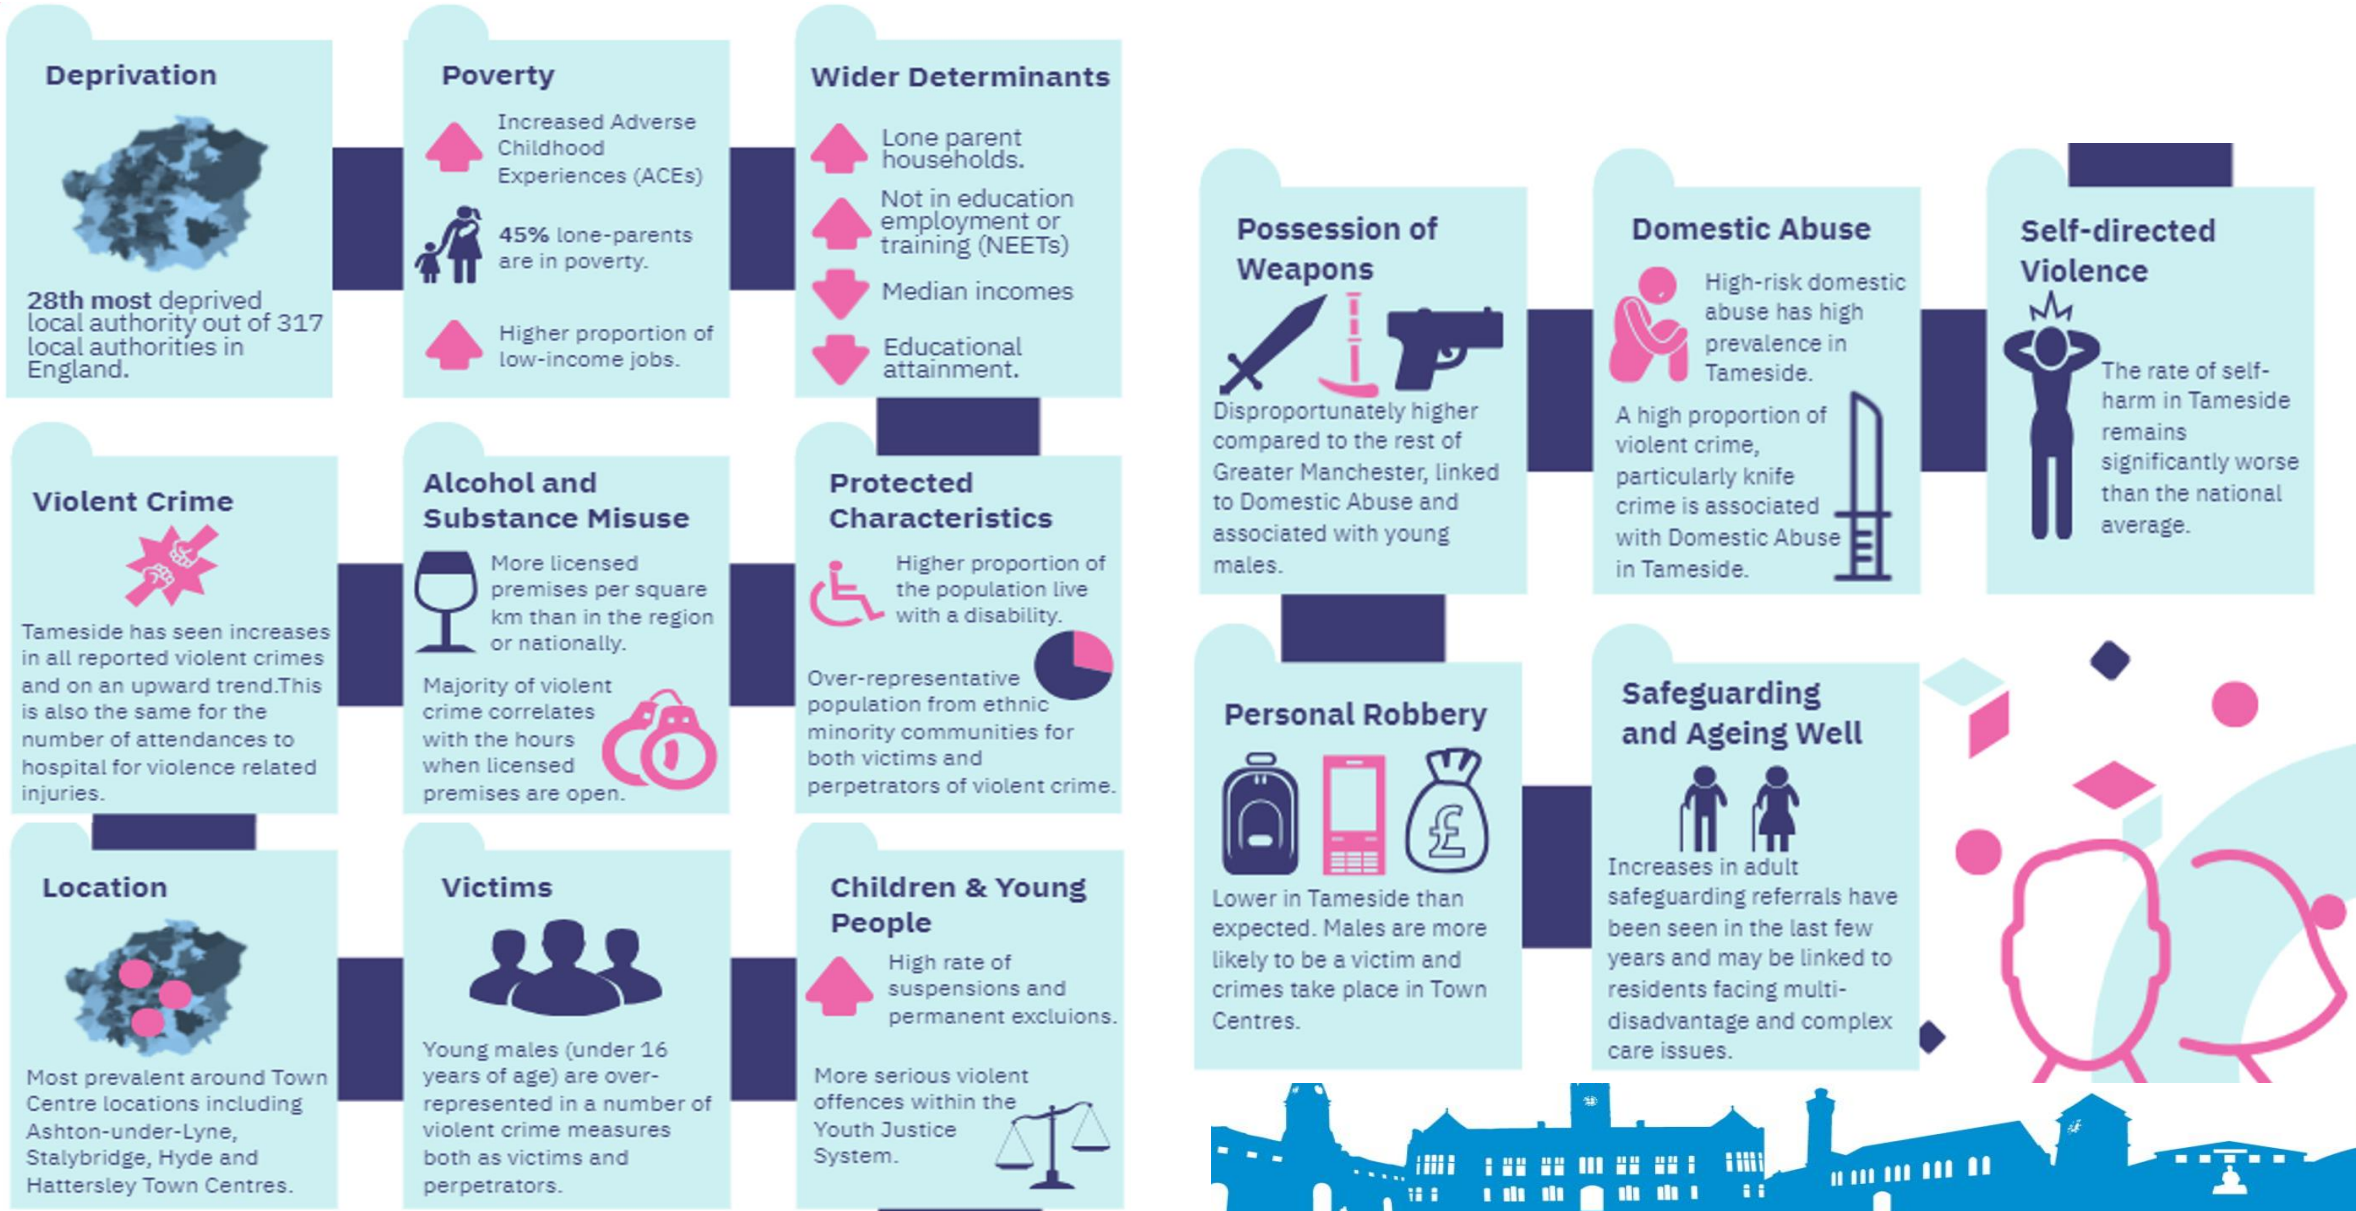 Deprivation
28th most deprived
local authority out of 317
local authorities in
England.
Poverty
Increased Adverse
Childhood
Experiences (ACEs)
45% lone-parents
are in poverty.
Higher proportion of
low-income jobs.
Wider Determinants
Lone parent
households.
Not in education
employment or
training (NEETs)
Median incomes
Educational
attainment.
Violent Crime
Tameside has seen increases
in all reported violent crimes
and on an upward trend.This
is also the same for the
number of attendances to
hospital for violence related
injuries.
Alcohol and
Substance Misuse
More licensed
premises per square
km than in the region
or nationally.
Majority of violent
crime correlates
with the hours
when licensed
premises are open.
Protected
Characteristics
Higher proportion of
the population live
with a disability.
Over-representative
population from ethnic
minority communities for
both victims and
perpetrators of violent crime.
Location
Most prevalent around Town
Centre locations including
Ashton-under-Lyne,
Stalybridge, Hyde and
Hattersley Town Centres.
Victims
Young males (under 16
years of age) are over-
represented in a number of
violent crime measures
both as victims and
perpetrators.
Children & Young
People
High rate of
suspensions and
permanent excluions.
More serious violent
offences within the
Youth Justice
System.
Possession of
Weapons
Disproportunately higher
compared to the rest of
Greater Manchester, linked
to Domestic Abuse and
associated with young
males.
Domestic Abuse
High-risk domestic
abuse has high
prevalence in
Tameside.
A high proportion of
violent crime,
particularly knife
crime is associated
with Domestic Abuse
in Tameside.
Self-directed
Violence
The rate of self-
harm in Tameside
remains
significantly worse
than the national
average.
Personal Robbery
£
Lower in Tameside than
expected. Males are more
likely to be a victim and
crimes take place in Town
Centres.
Safeguarding
and Ageing Well
Increases in adult
safeguarding referrals have
been seen in the last few
years and may be linked to
residents facing multi-
disadvantage and complex
care issues.